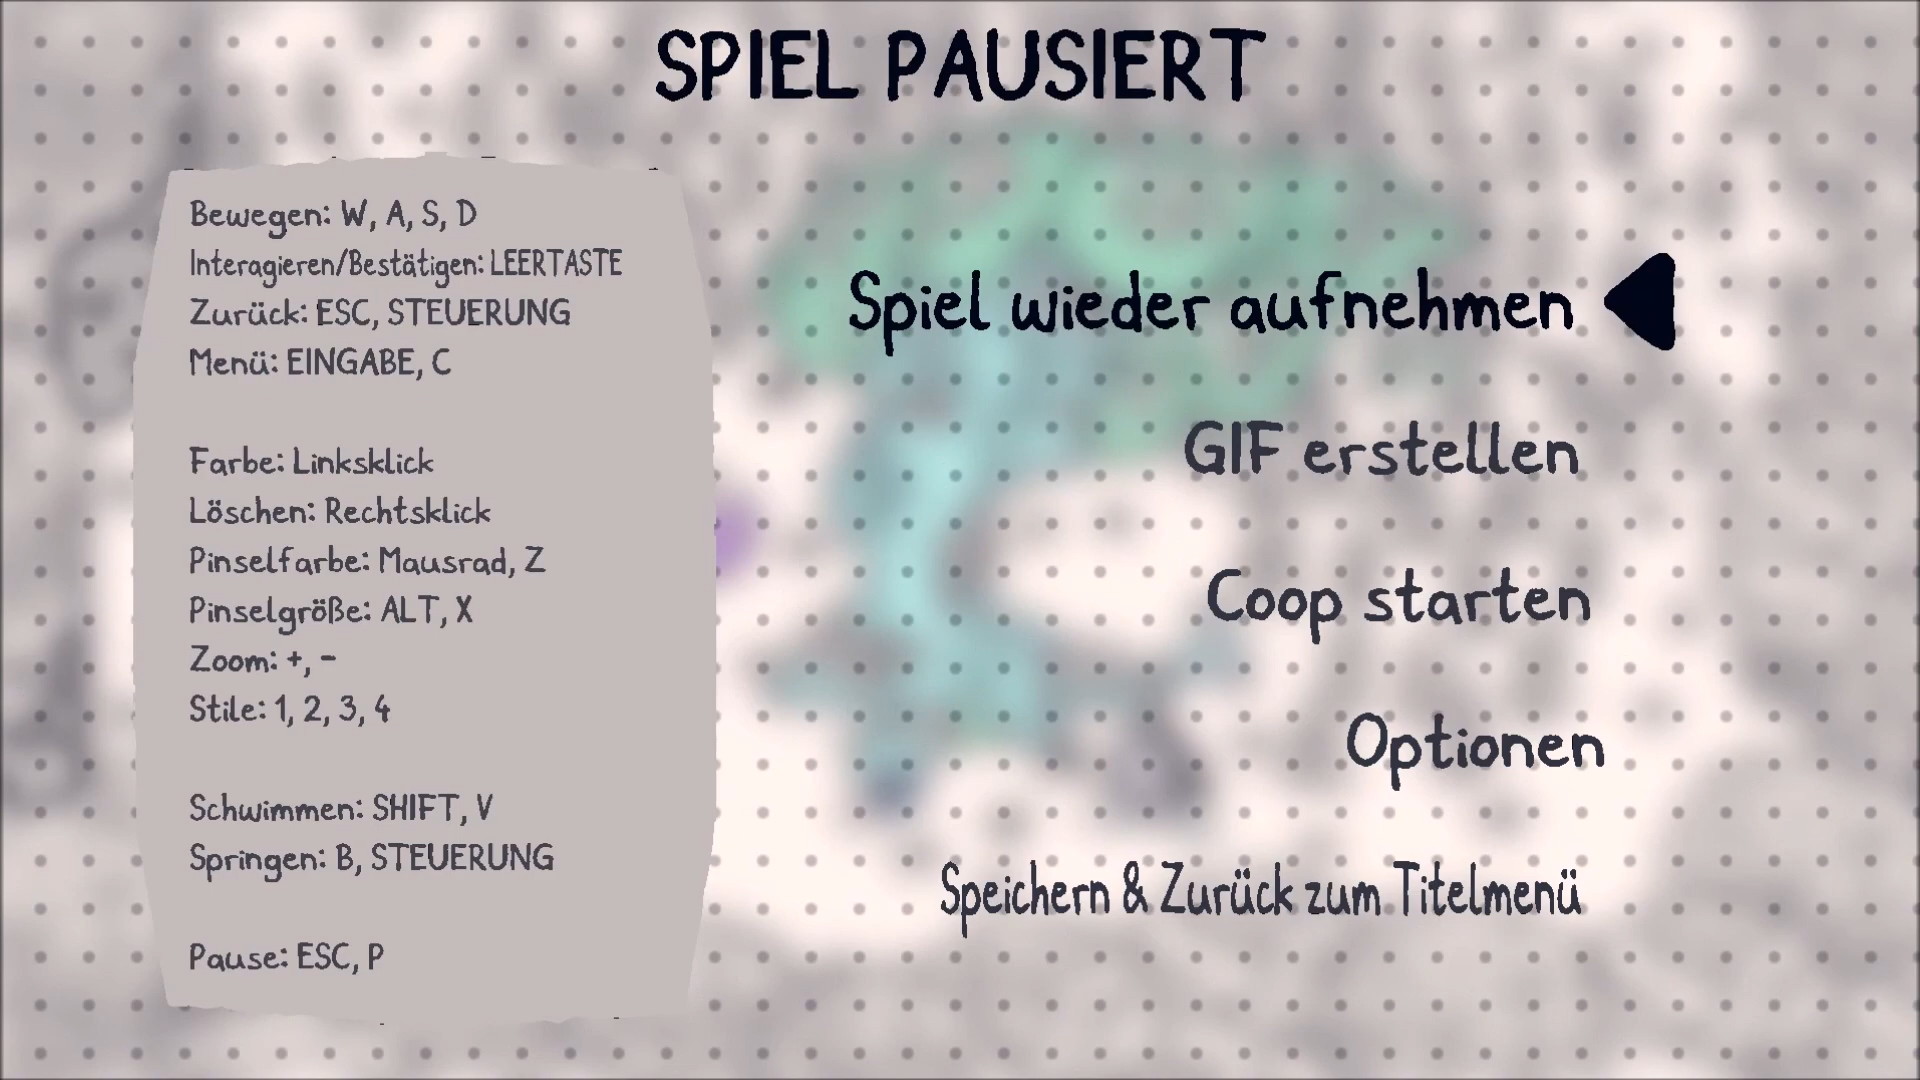 SPIEL PAUSIERT
Bewegen: W, A, S, D
Interagieren/Bestätigen: LEERTASTE
Zurück: ESC, STEUERUNG
Menü: EINGABE, C
Farbe: Linksklick
Löschen: Rechtsklick
Pinselfarbe: Mausrad, Z
Pinselgröße: ALT, X
Zoom: +, -
Stile: 1, 2, 3, 4
Schwimmen: SHIFT, V
Springen: B, STEUERUNG
Pause: ESC, P
Spiel wieder aufnehmen
GIF erstellen
Coop starten
Optionen
Speichern & Zurück zum Titelmenü